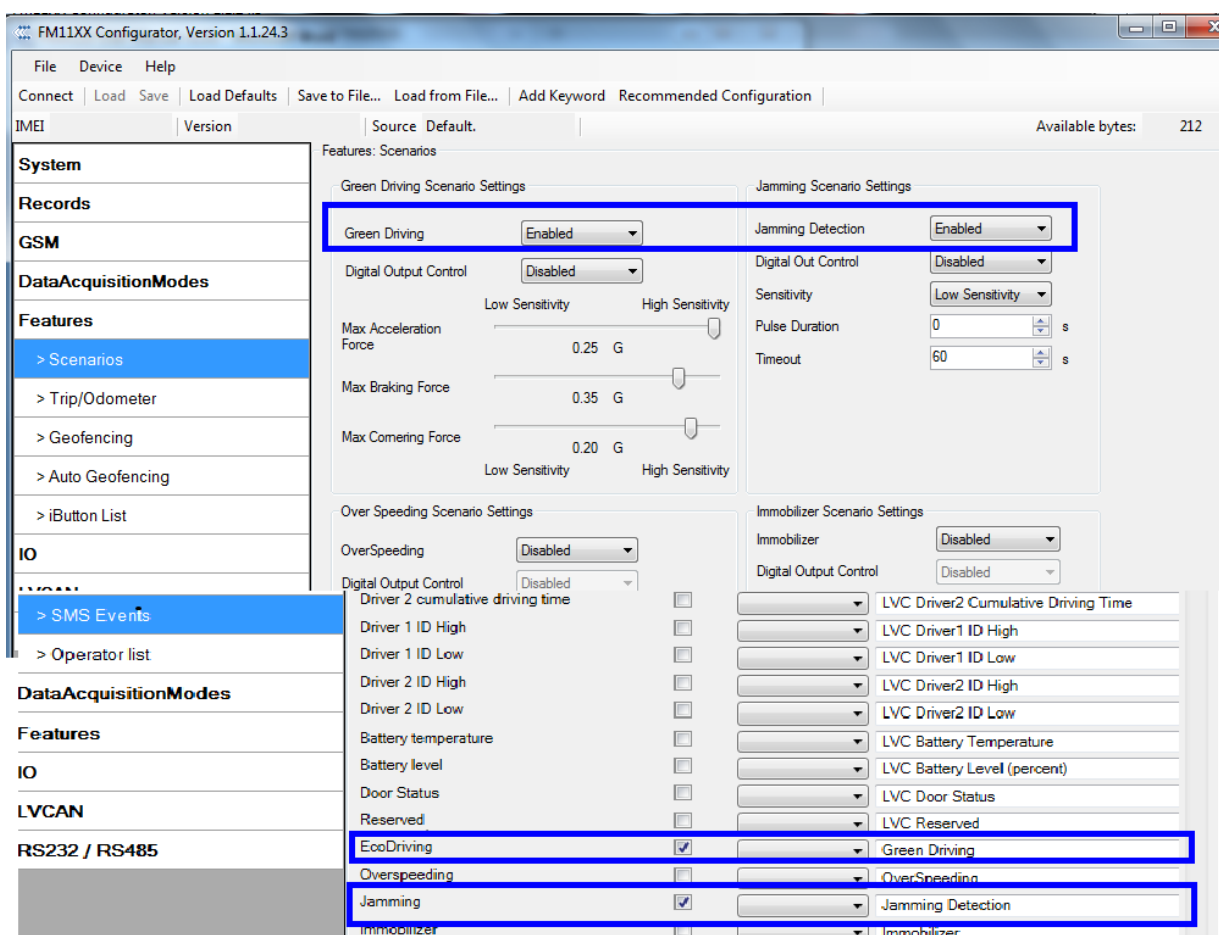 FM11XX Configurator, Version 1.1.24.3
File Device Help
Connect Load Save Load Defaults Save to File... Load from File... Add Keyword Recommended Configuration
IMEI Version Source Default. Available bytes: 212
System
Records
GSM
DataAcquisitionModes
Features
> Scenarios
> Trip/Odometer
> Geofencing
> Auto Geofencing
> iButton List
IO
LVCAN
Features: Scenarios
Green Driving Scenario Settings
Green Driving Enabled
Digital Output Control Disabled
Low Sensitivity High Sensitivity
Max Acceleration
Force
0.25 G
Max Braking Force
0.35 G
Max Cornering Force
0.20 G
Low Sensitivity High Sensitivity
Jamming Scenario Settings
Jamming Detection Enabled
Digital Out Control Disabled
Sensitivity Low Sensitivity
Pulse Duration 0 s
Timeout 60 s
Over Speeding Scenario Settings
OverSpeeding Disabled
Digital Output Control Disabled
Immobilizer Scenario Settings
Immobilizer Disabled
Digital Output Control Disabled
> SMS Events
> Operator list
DataAcquisitionModes
Features
IO
LVCAN
RS232 / RS485
Driver 2 cumulative driving time LVC Driver2 Cumulative Driving Time
Driver 1 ID High LVC Driver1 ID High
Driver 1 ID Low LVC Driver1 ID Low
Driver 2 ID High LVC Driver2 ID High
Driver 2 ID Low LVC Driver2 ID Low
Battery temperature LVC Battery Temperature
Battery level LVC Battery Level (percent)
Door Status LVC Door Status
Reserved LVC Reserved
EcoDriving Green Driving
Overspeeding OverSpeeding
Jamming Jamming Detection
Immobilizer Immobilizer